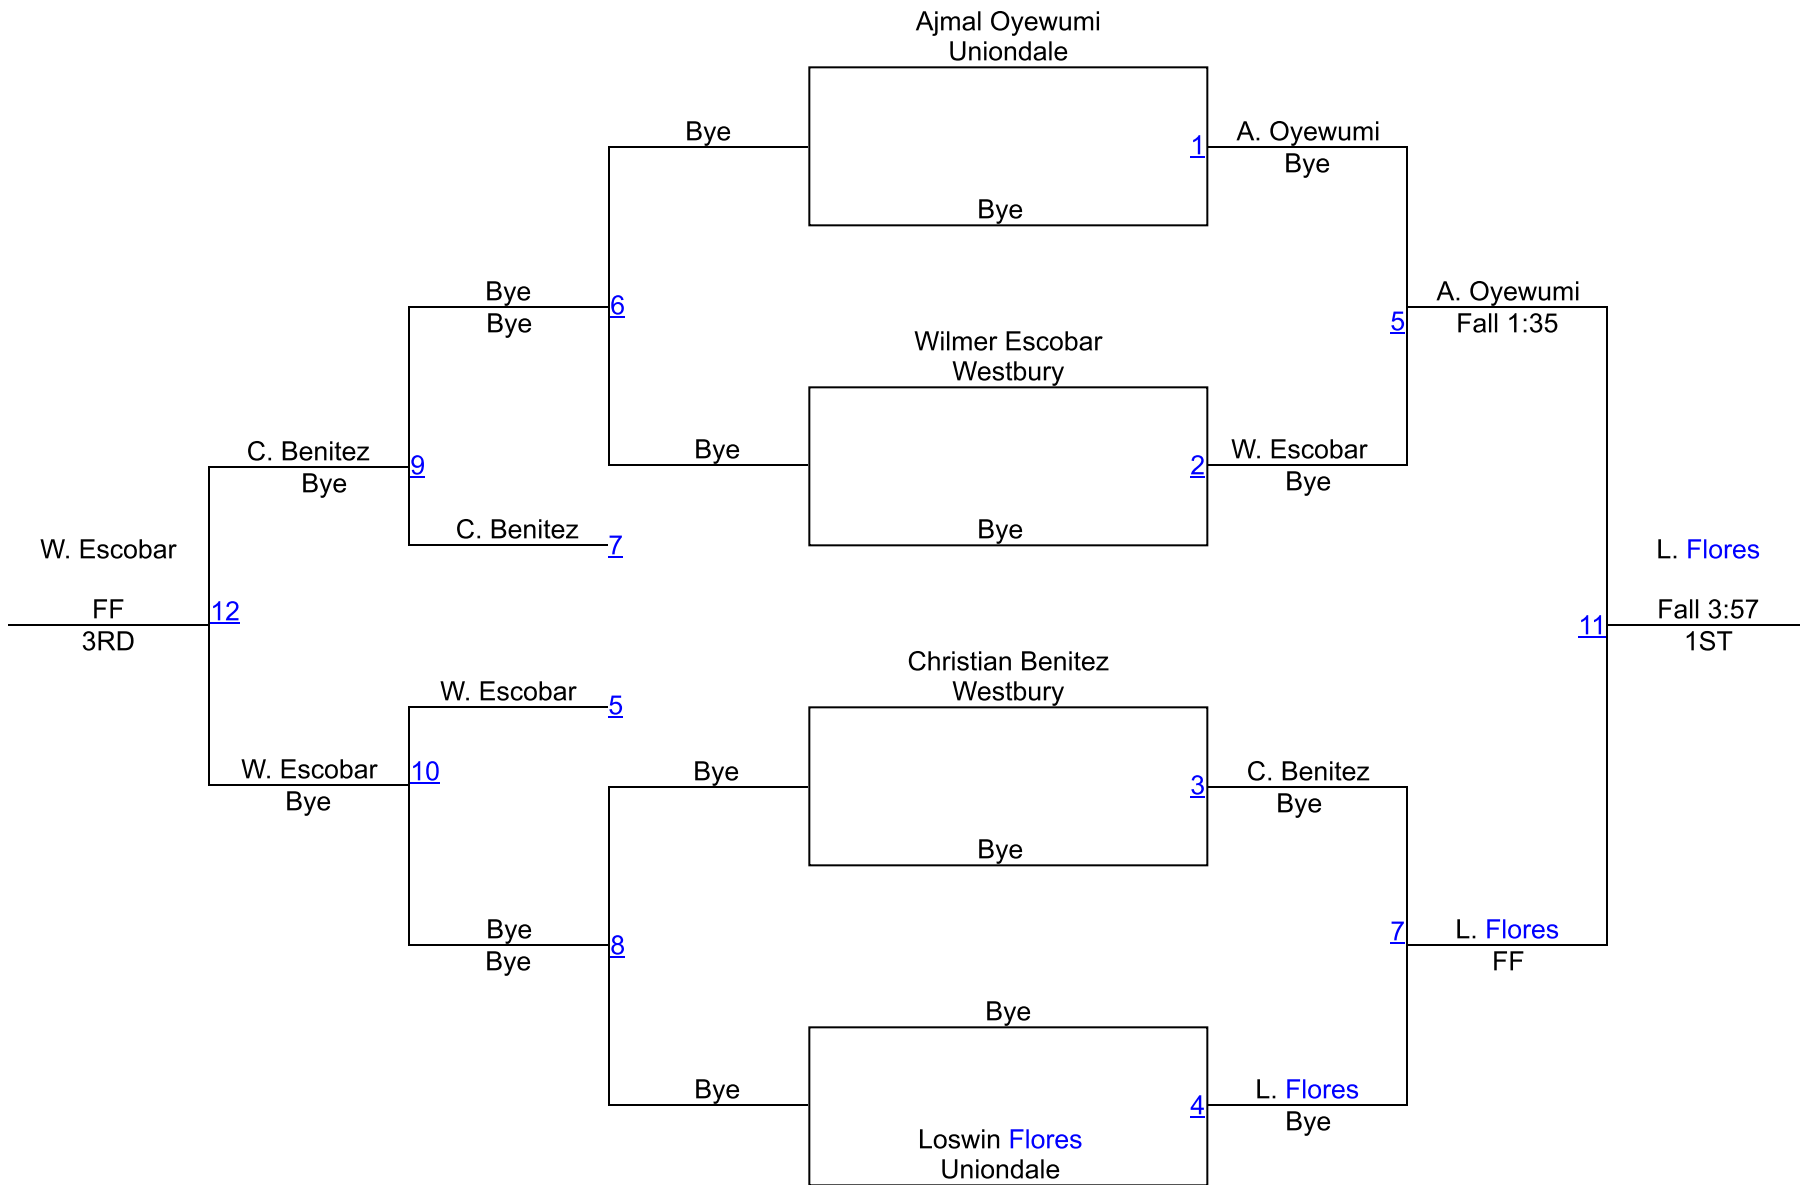 Ajmal Oyewumi
Uniondale
Bye
1
A. Oyewumi
Bye
Bye
Bye
Bye
6
A. Oyewumi
Fall 1:35
5
Wilmer Escobar
Westbury
C. Benitez
Bye
9
Bye
2
W. Escobar
Bye
C. Benitez
7
Bye
W. Escobar
FF
3RD
12
L. Flores
Fall 3:57
1ST
11
Christian Benitez
Westbury
W. Escobar
5
W. Escobar
Bye
10
Bye
3
C. Benitez
Bye
Bye
Bye
Bye
8
7
L. Flores
FF
Bye
Bye
4
L. Flores
Bye
Loswin Flores
Uniondale